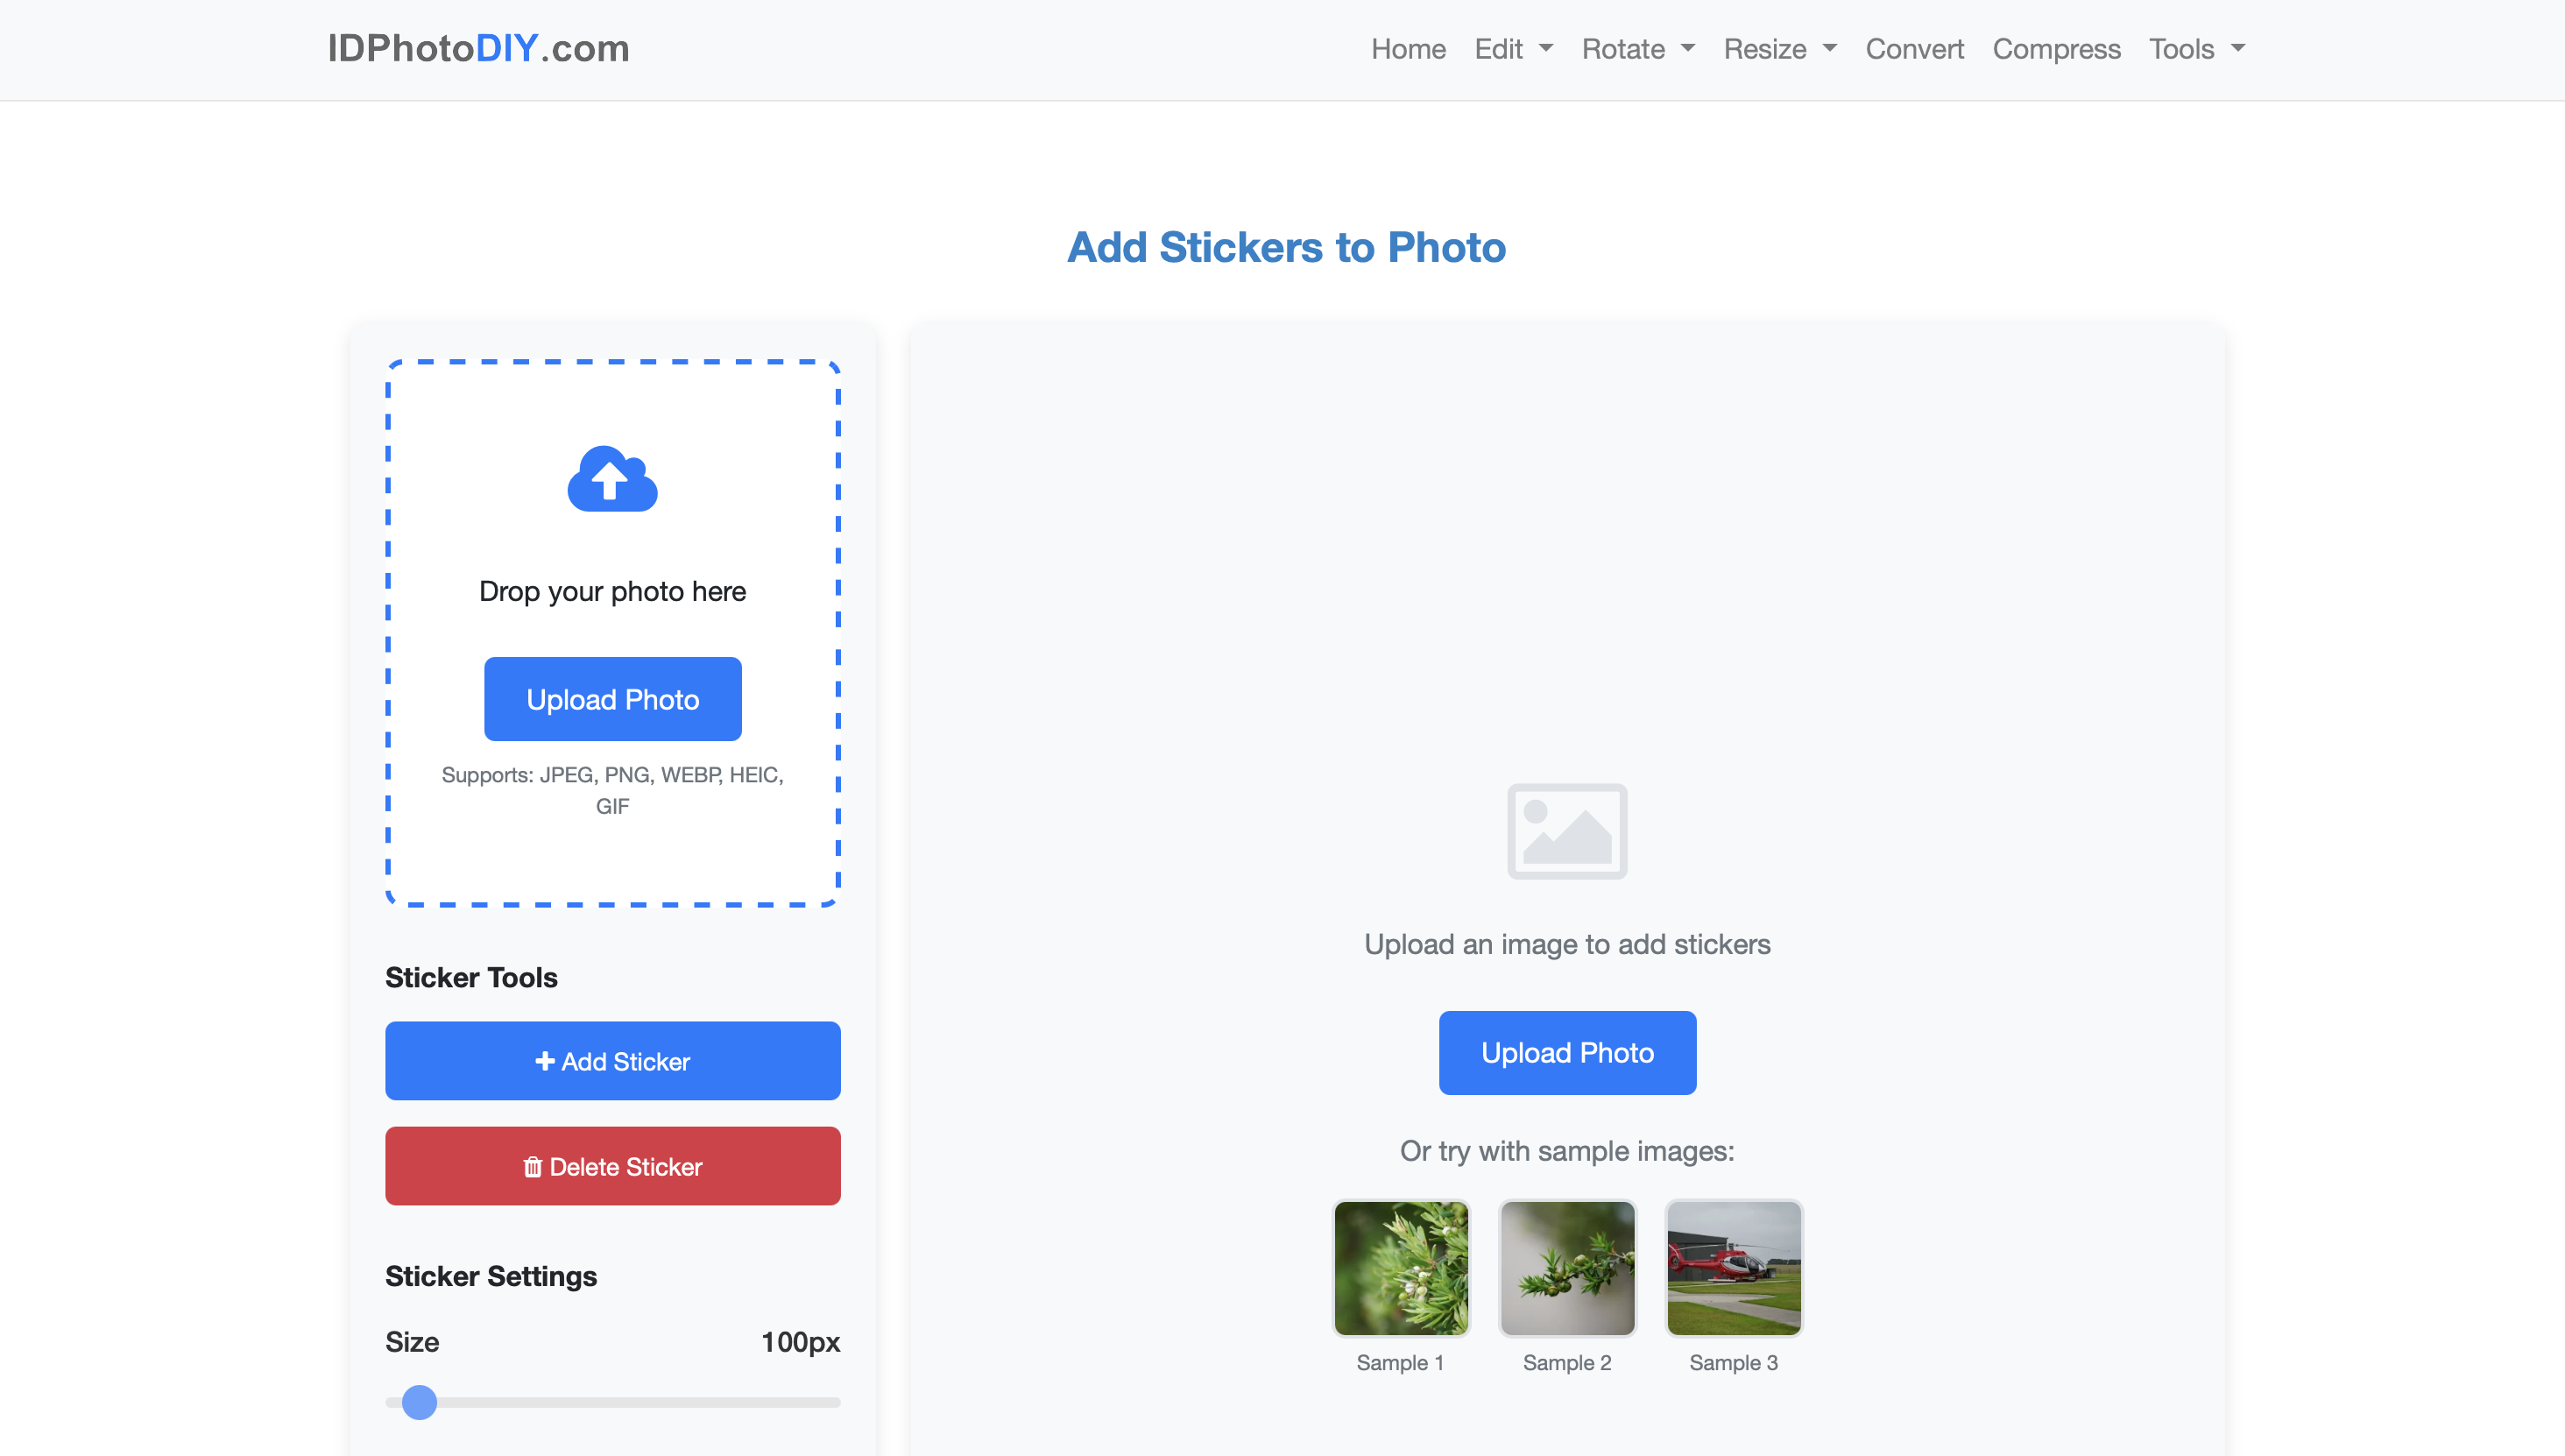 IDPhotoDIY.com
Home Edit Rotate Resize Convert Compress Tools
Add Stickers to Photo
Drop your photo here
Upload Photo
Supports: JPEG, PNG, WEBP, HEIC,
GIF
Sticker Tools
Add Sticker
Delete Sticker
Sticker Settings
Size 100px
Upload an image to add stickers
Upload Photo
Or try with sample images:
Sample 1 Sample 2 Sample 3